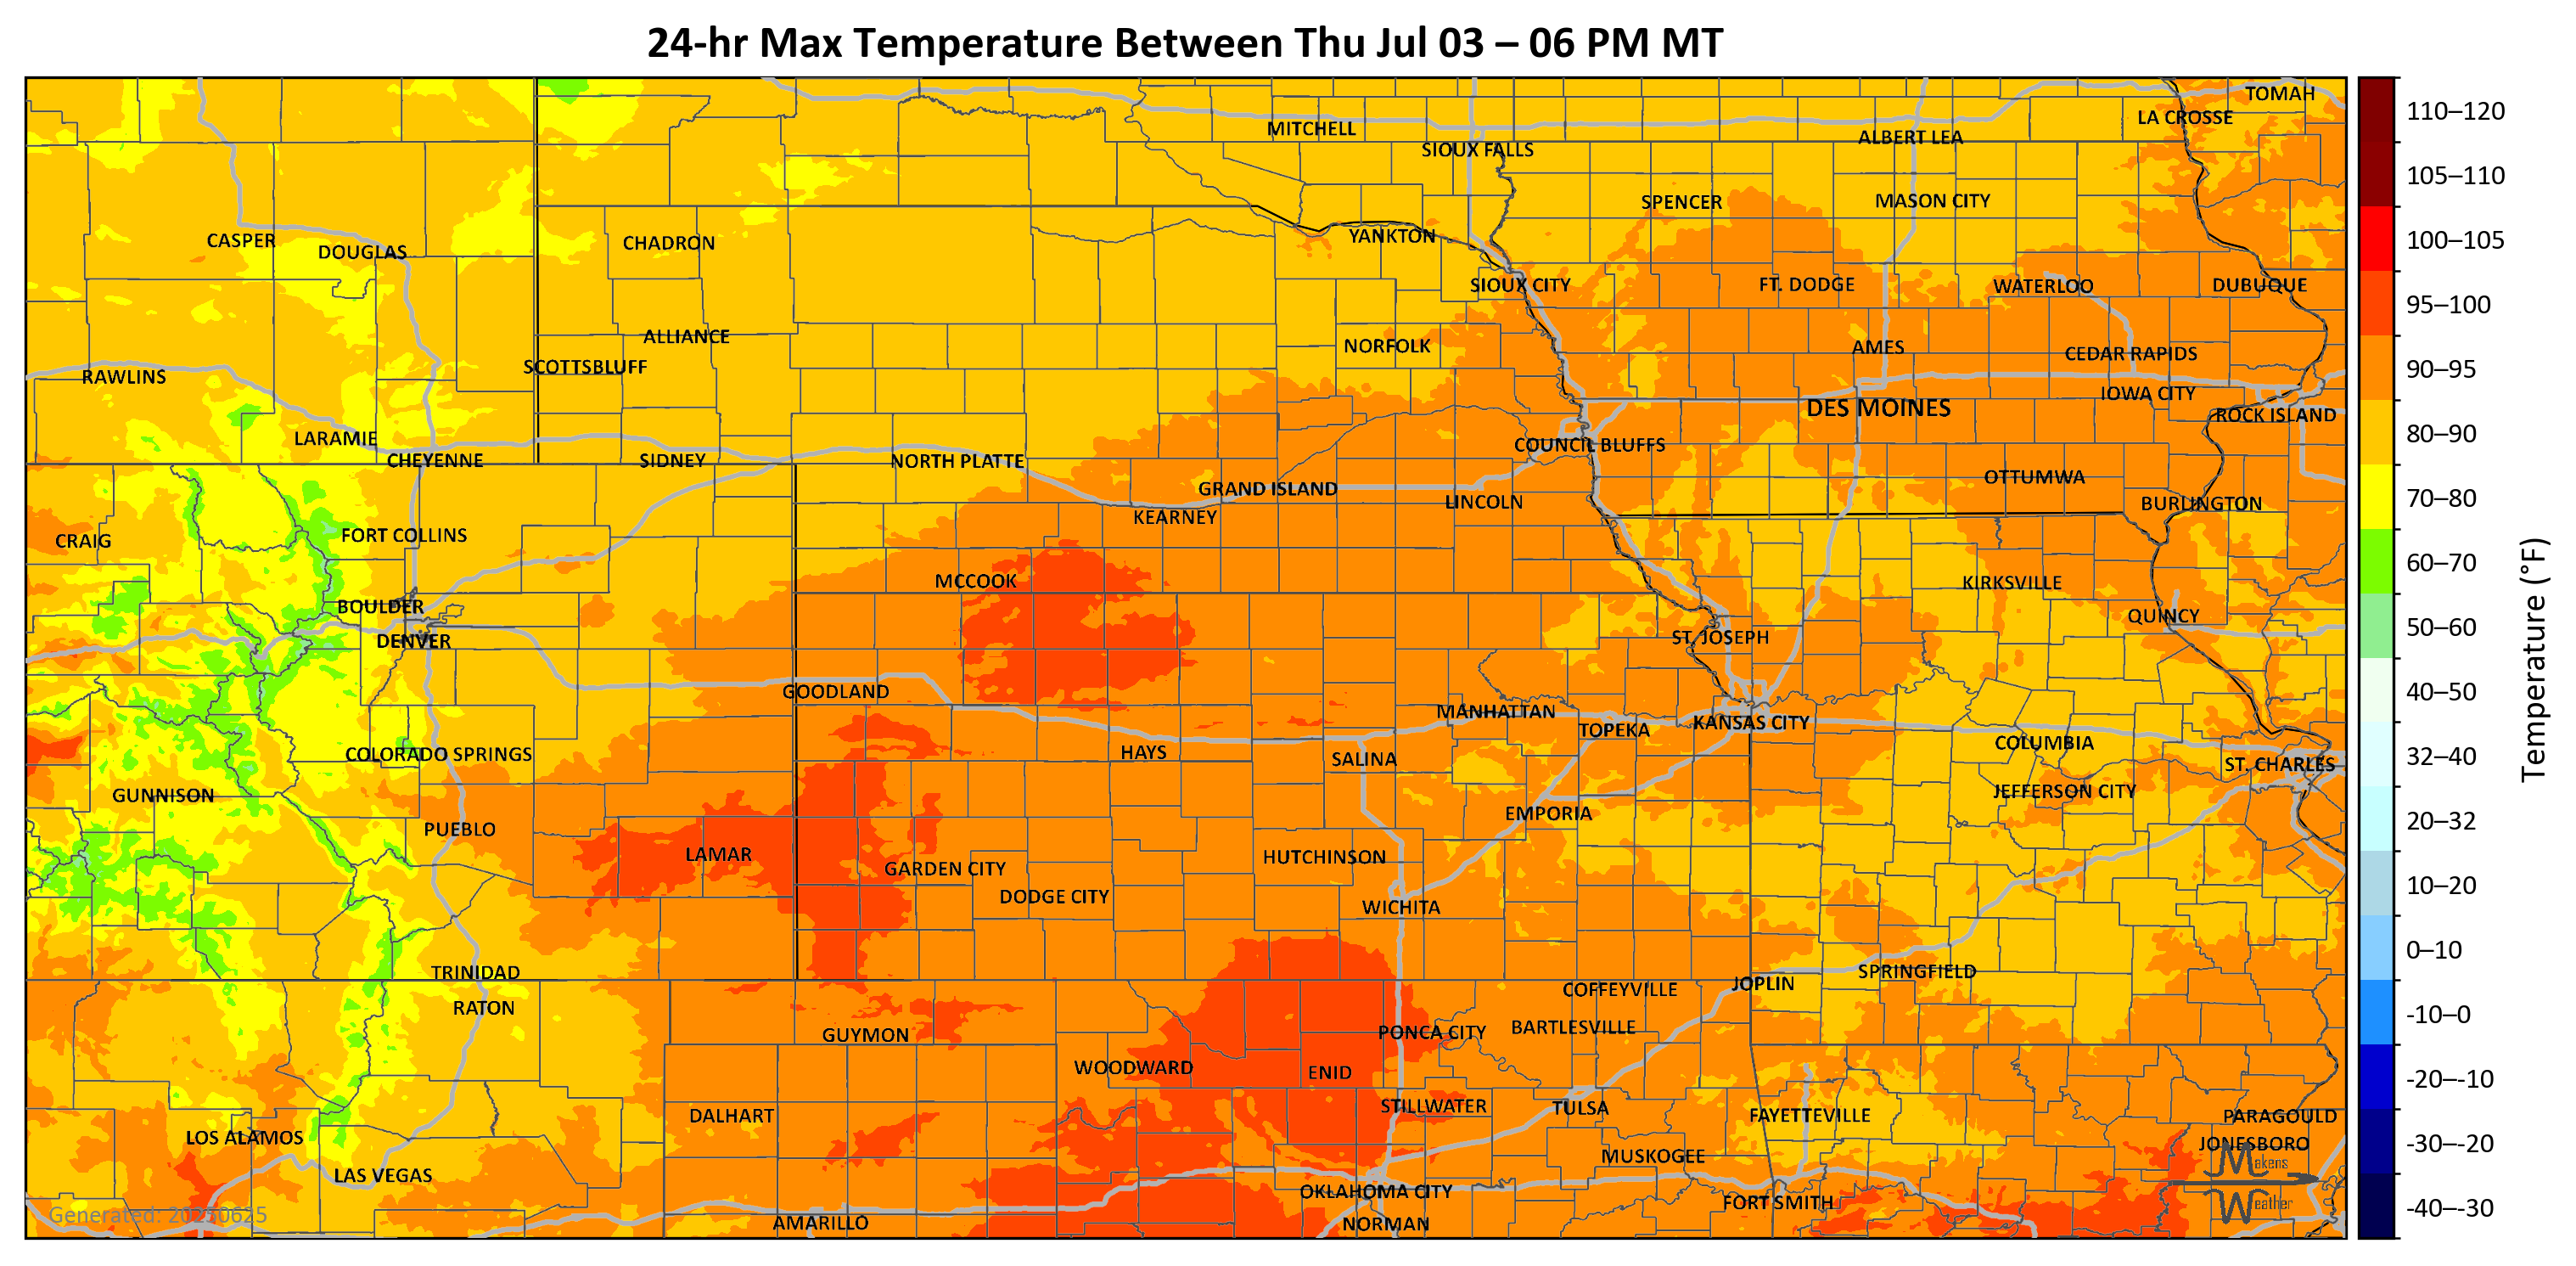 24-hr Max Temperature Between Thu Jul 03 – 06 PM MT
TOMAH
LA CROSSE
MITCHELL
ALBERT LEA
SIOUX FALLS
SPENCER
MASON CITY
YANKTON
CASPER
DOUGLAS
CHADRON
SIOUX CITY
FT. DODGE
WATERLOO
DUBUQUE
ALLIANCE
NORFOLK
AMES
CEDAR RAPIDS
SCOTTSBLUFF
RAWLINS
IOWA CITY
DES MOINES
ROCK ISLAND
LARAMIE
COUNCIL BLUFFS
CHEYENNE
SIDNEY
NORTH PLATTE
OTTUMWA
GRAND ISLAND
LINCOLN
BURLINGTON
KEARNEY
FORT COLLINS
CRAIG
MCCOOK
KIRKSVILLE
BOULDER
QUINCY
DENVER
ST. JOSEPH
GOODLAND
MANHATTAN
KANSAS CITY
TOPEKA
COLUMBIA
COLORADO SPRINGS
HAYS
SALINA
ST. CHARLES
GUNNISON
JEFFERSON CITY
EMPORIA
PUEBLO
LAMAR
HUTCHINSON
GARDEN CITY
DODGE CITY
WICHITA
TRINIDAD
SPRINGFIELD
JOPLIN
COFFEYVILLE
RATON
BARTLESVILLE
GUYMON
PONCA CITY
WOODWARD
ENID
STILLWATER
TULSA
DALHART
FAYETTEVILLE
PARAGOULD
LOS ALAMOS
JONESBORO
MUSKOGEE
LAS VEGAS
OKLAHOMA CITY
FORT SMITH
AMARILLO
NORMAN
Generated: 20250625
Makens
Weather
110–120
105–110
100–105
95–100
90–95
80–90
70–80
60–70
50–60
40–50
32–40
20–32
10–20
0–10
-10–0
-20–-10
-30–-20
-40–-30
Temperature (°F)